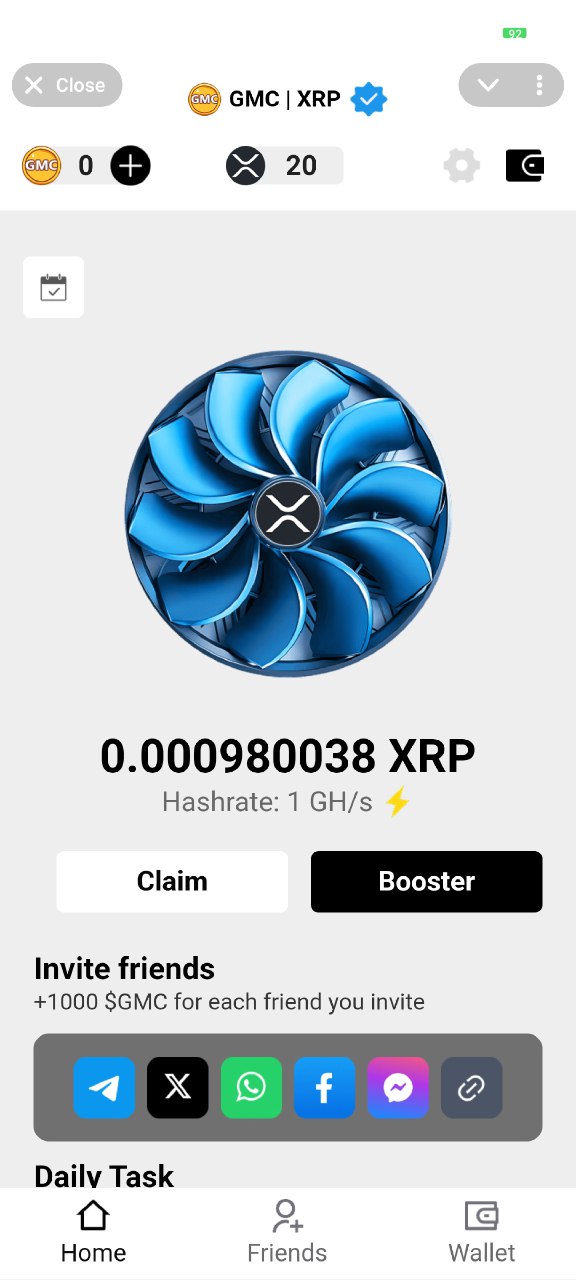 92
Close
GMC
GMC | XRP
GMC
0
20
0.000980038 XRP
Hashrate: 1 GH/s
Claim
Booster
Invite friends
+1000 $GMC for each friend you invite
Daily Task
Home
Friends
Wallet